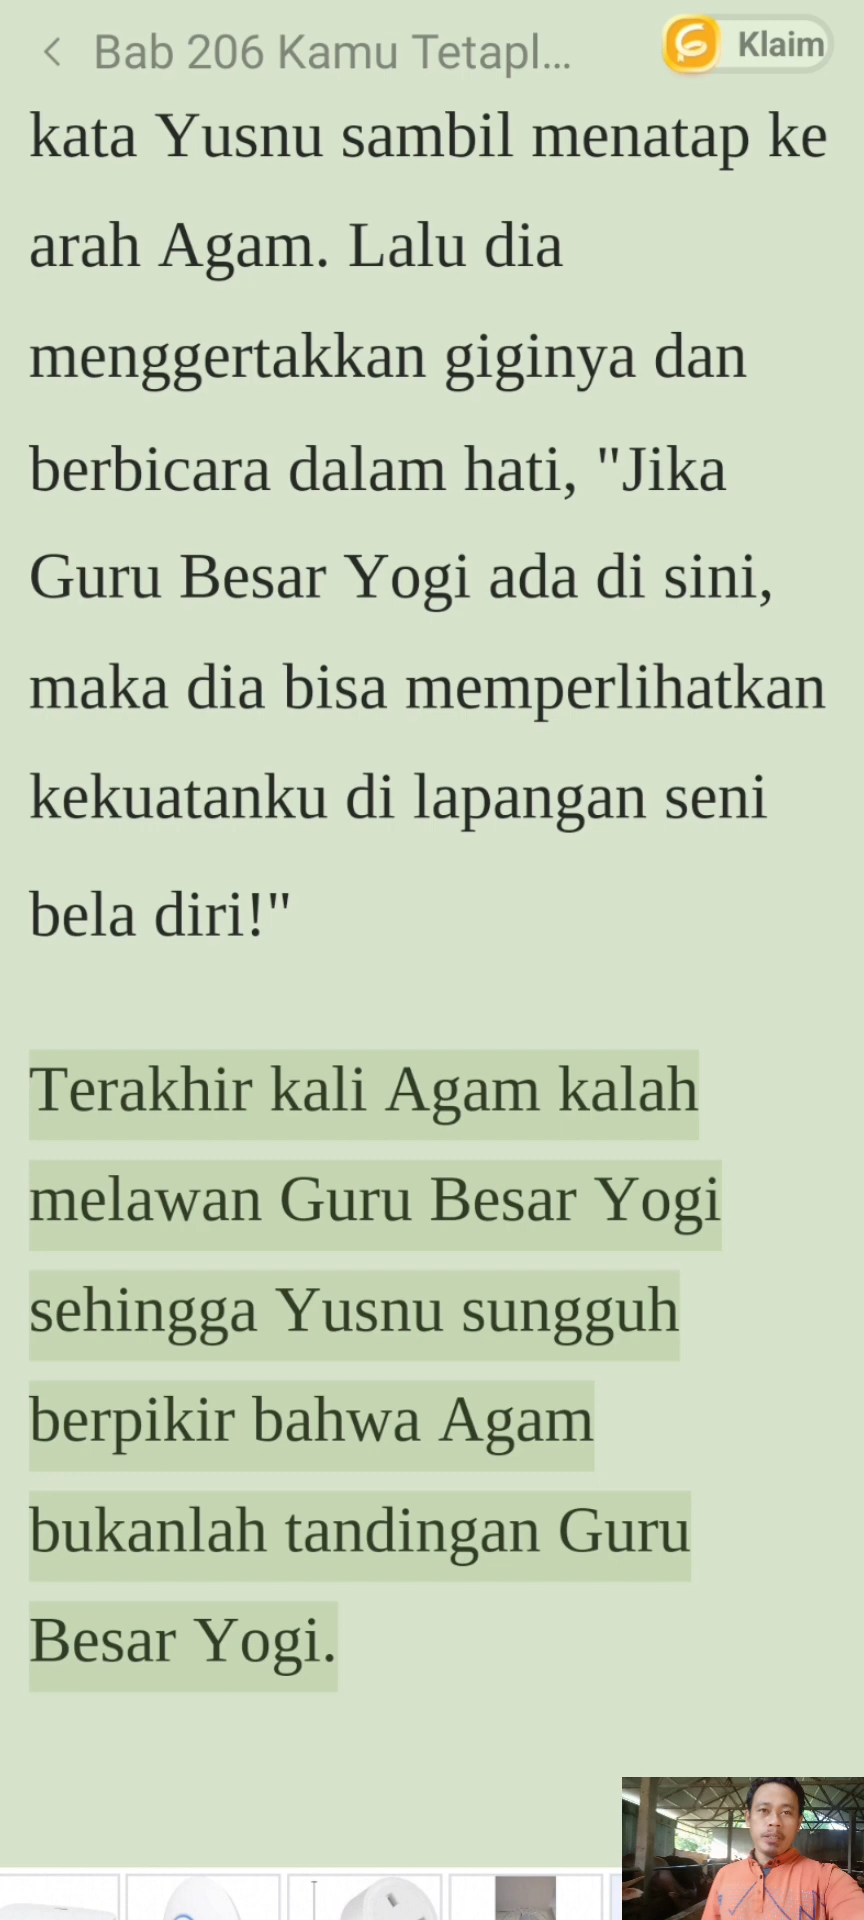 Bab 206 Kamu Tetapl...
Klaim
kata Yusnu sambil menatap ke
arah Agam. Lalu dia
menggertakkan giginya dan
berbicara dalam hati, "Jika
Guru Besar Yogi ada di sini,
maka dia bisa memperlihatkan
kekuatanku di lapangan seni
bela diri!"
Terakhir kali Agam kalah
melawan Guru Besar Yogi
sehingga Yusnu sungguh
berpikir bahwa Agam
bukanlah tandingan Guru
Besar Yogi.